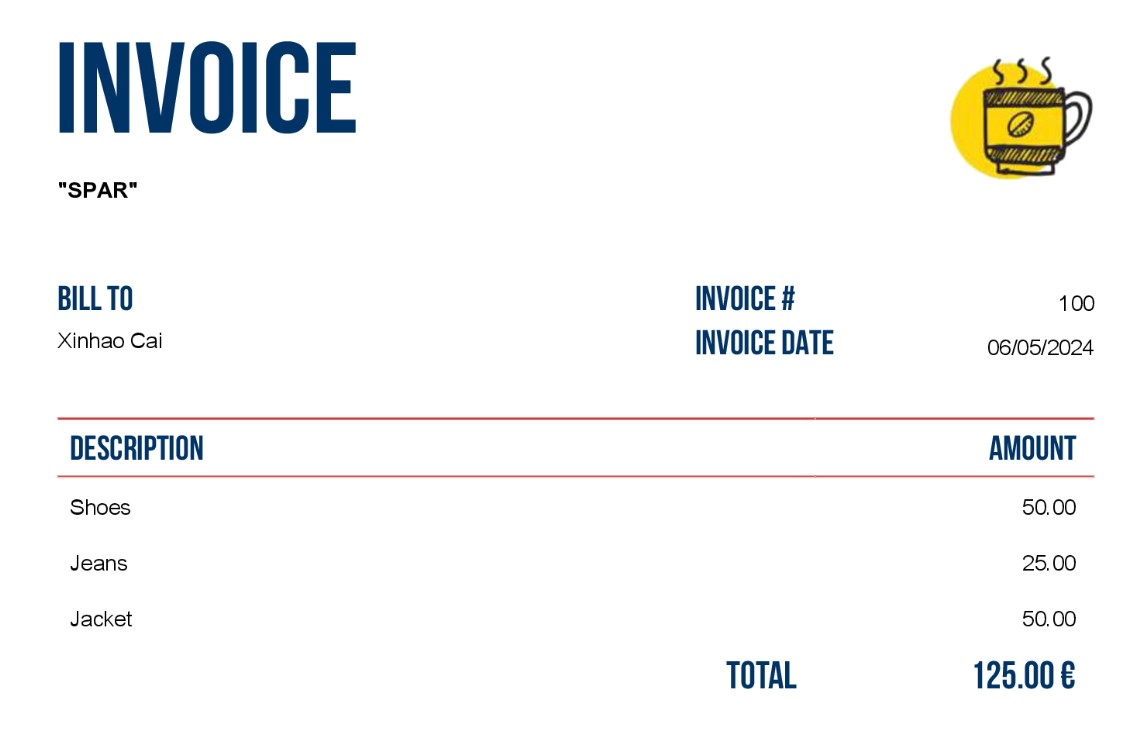 INVOICE
"SPAR"
BILL TO
Xinhao Cai
INVOICE # 100
INVOICE DATE 06/05/2024
DESCRIPTION AMOUNT
Shoes 50.00
Jeans 25.00
Jacket 50.00
TOTAL 125.00 €